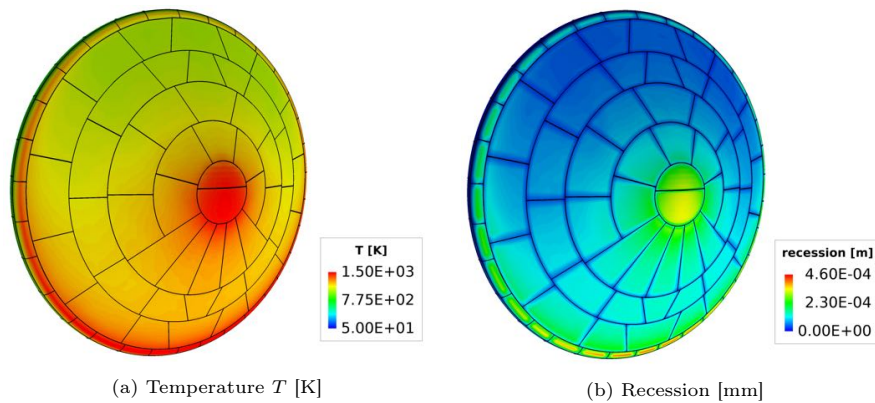 T [K]
1.50E+03
7.75E+02
5.00E+01
recession [m]
4.60E-04
2.30E-04
0.00E+00
(a) Temperature T [K]
(b) Recession [mm]